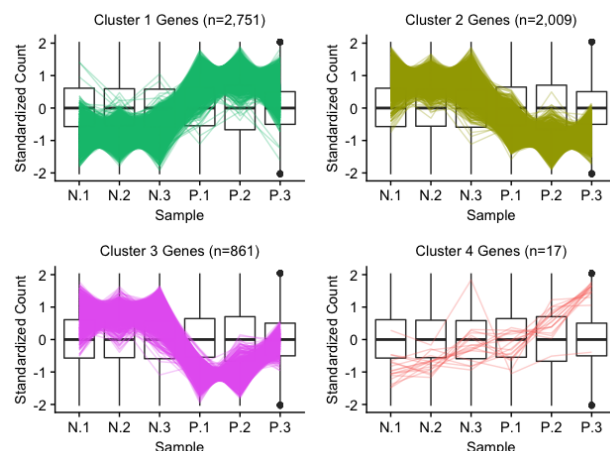 Cluster 1 Genes (n=2,751)
Standardized Count
2
1
0
-1
-2
N.1 N.2 N.3 P.1 P.2 P.3
Sample
Cluster 2 Genes (n=2,009)
Standardized Count
2
1
0
-1
-2
N.1 N.2 N.3 P.1 P.2 P.3
Sample
Cluster 3 Genes (n=861)
Standardized Count
2
1
0
-1
-2
N.1 N.2 N.3 P.1 P.2 P.3
Sample
Cluster 4 Genes (n=17)
Standardized Count
2
1
0
-1
-2
N.1 N.2 N.3 P.1 P.2 P.3
Sample